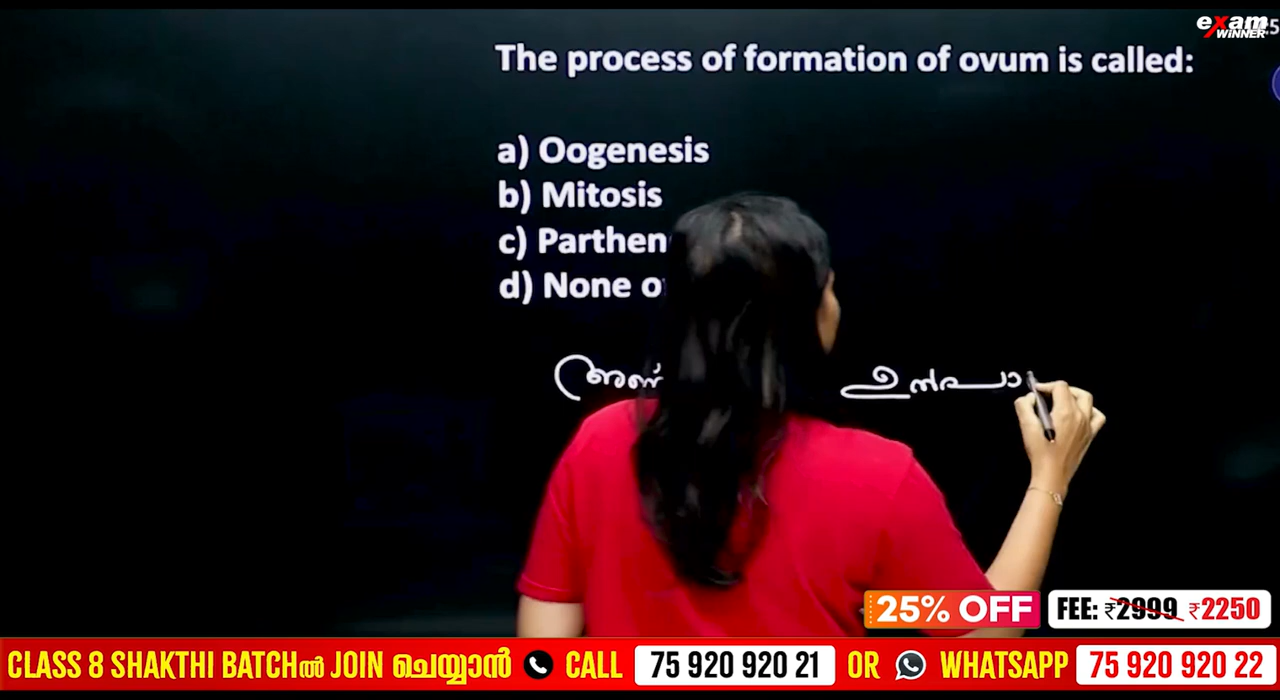 exam
WiNNER
The process of formation of ovum is called:
a) Oogenesis
b) Mitosis
c) Parthen
d) None o
25% OFF
FEE: ₹2999 ₹2250
CLASS 8 SHAKTHI BATCHൽ JOIN ചെയ്യാൻ CALL 75 920 920 21 OR WHATSAPP 75 920 920 22